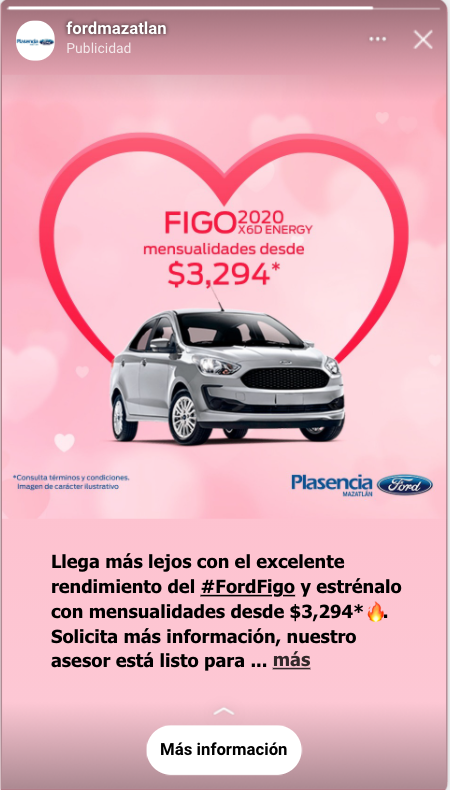 fordmazatlan
Publicidad
Plasencia Ford
FIGO 2020
X6D ENERGY
mensualidades desde
$3,294*
*Consulta términos y condiciones.
Imagen de carácter ilustrativo
Plasencia Ford
MAZATLÁN
Llega más lejos con el excelente
rendimiento del #FordFigo y estrénalo
con mensualidades desde $3,294*🔥.
Solicita más información, nuestro
asesor está listo para ... más
Más información